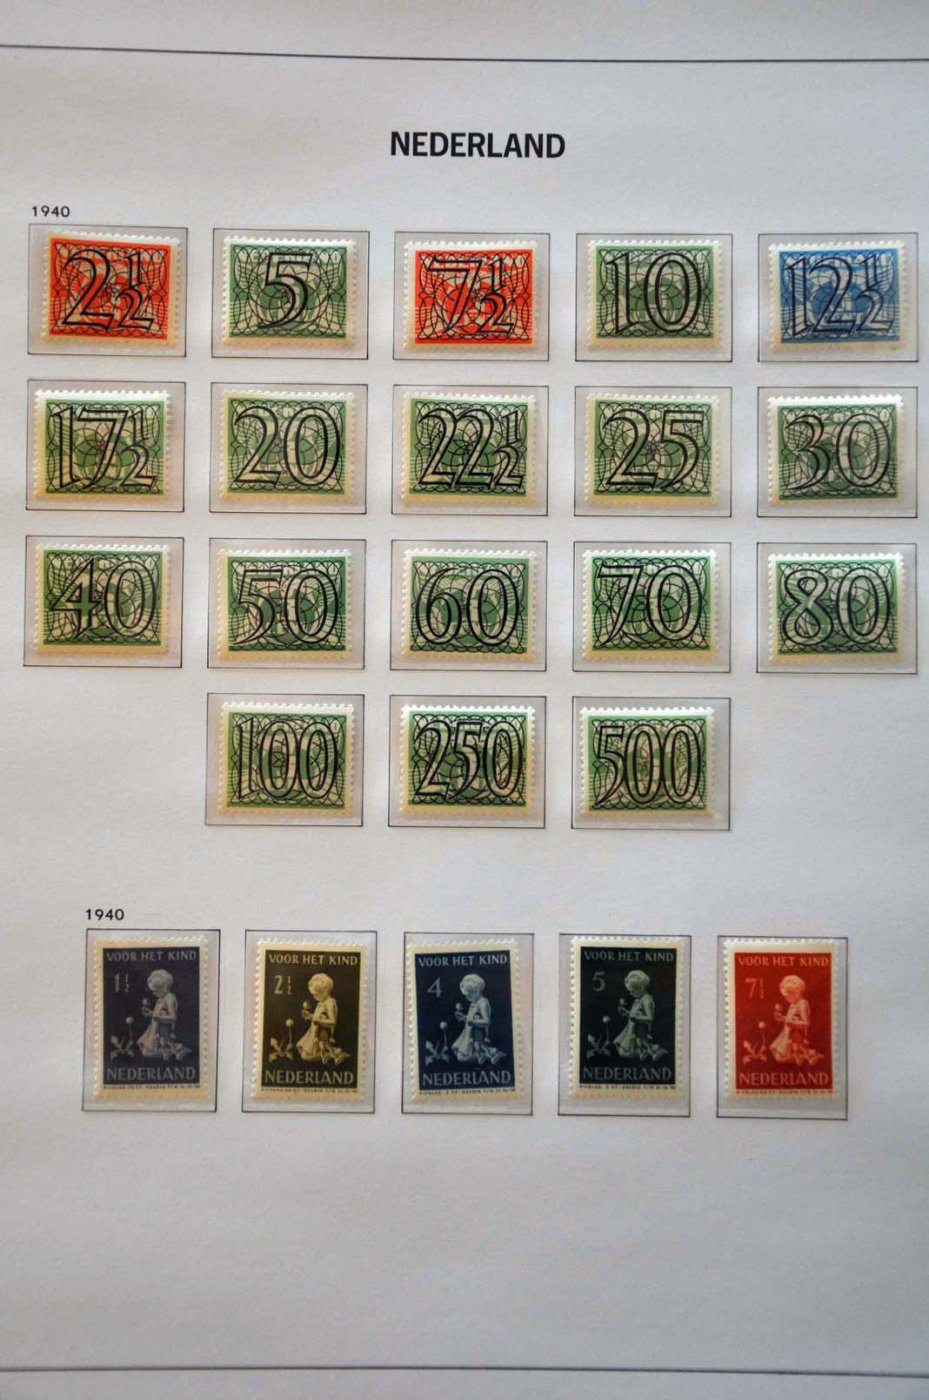 NEDERLAND
1940
2½ 5 7½ 10 12½
17½ 20 22½ 25 30
40 50 60 70 80
100 250 500
1940
VOOR HET KIND VOOR HET KIND VOOR HET KIND VOOR HET KIND VOOR HET KIND
1½ 2½ 4 5 7½
NEDERLAND NEDERLAND NEDERLAND NEDERLAND NEDERLAND